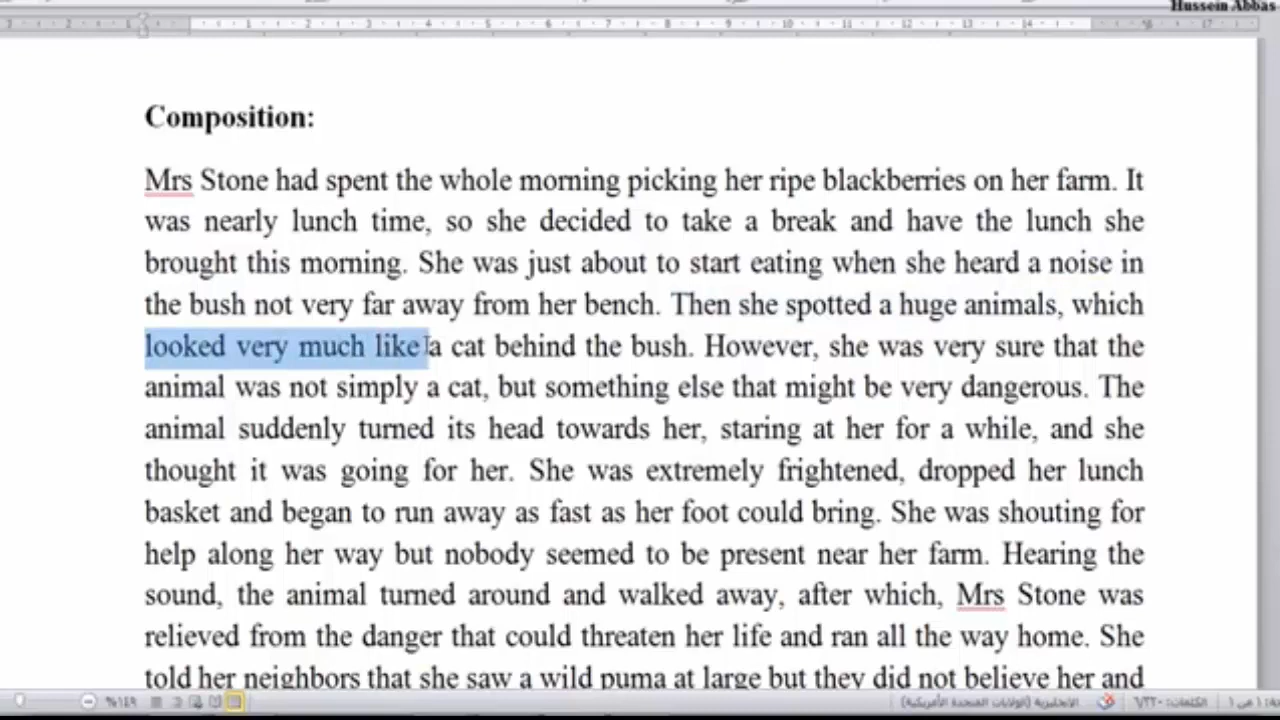 Hussein Abbas
Composition:
Mrs Stone had spent the whole morning picking her ripe blackberries on her farm. It
was nearly lunch time, so she decided to take a break and have the lunch she
brought this morning. She was just about to start eating when she heard a noise in
the bush not very far away from her bench. Then she spotted a huge animals, which
looked very much like a cat behind the bush. However, she was very sure that the
animal was not simply a cat, but something else that might be very dangerous. The
animal suddenly turned its head towards her, staring at her for a while, and she
thought it was going for her. She was extremely frightened, dropped her lunch
basket and began to run away as fast as her foot could bring. She was shouting for
help along her way but nobody seemed to be present near her farm. Hearing the
sound, the animal turned around and walked away, after which, Mrs Stone was
relieved from the danger that could threaten her life and ran all the way home. She
told her neighbors that she saw a wild puma at large but they did not believe her and
%١٤٩ الإنجليزية (الولايات المتحدة الأمريكية)